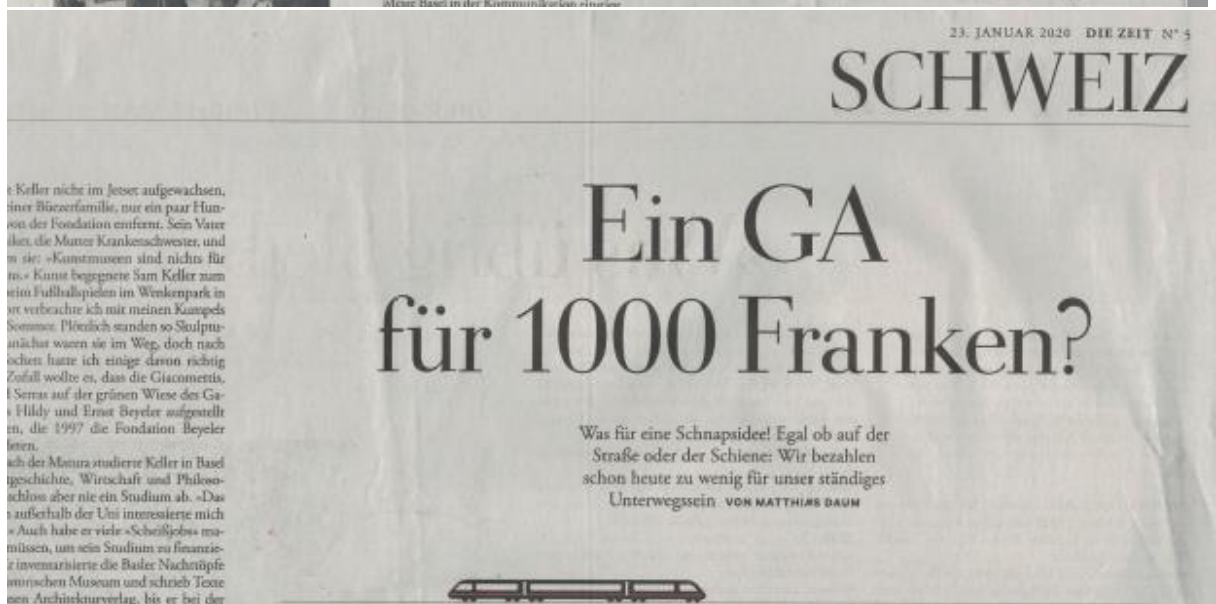 Messe Basel in der Kommunikation
23. JANUAR 2020 DIE ZEIT N° 5
SCHWEIZ
Keller nicht im Jetset aufgewachsen,
einer Büezerfamilie, nur ein paar Hun-
von der Fondation entfernt. Sein Vater
die Mutter Krankenschwester, und
sie: »Kunstmuseen sind nichts für
Kunst begegnete Sam Keller zum
beim Fußballspielen im Wenkenpark in
verbrachte ich mit meinen Kumpels
Sommer. Plötzlich standen so Skulptu-
waren sie im Weg, doch nach
hatte ich einige davon richtig
Zufall wollte es, dass die Giacomettis,
Serras auf der grünen Wiese des Ga-
Hildy und Ernst Beyeler aufgestellt
die 1997 die Fondation Beyeler
der Matura studierte Keller in Basel
Wirtschaft und Philoso-
schloss aber nie ein Studium ab. »Das
außerhalb der Uni interessierte mich
Auch habe er viele »Scheißjobs« ma-
müssen, um sein Studium zu finanzie-
inventarisierte die Basler Nachttöpfe
Historischen Museum und schrieb Texte
Architekturverlag, bis er bei der
Ein GA
für 1000 Franken?
Was für eine Schnapsidee! Egal ob auf der
Straße oder der Schiene: Wir bezahlen
schon heute zu wenig für unser ständiges
Unterwegssein VON MATTHIAS DAUM